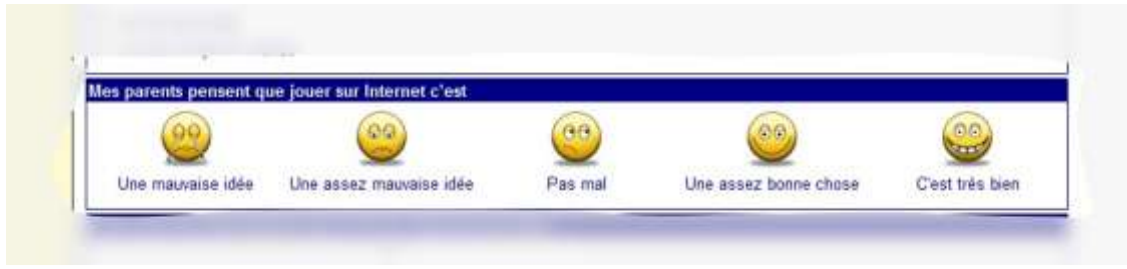 Mes parents pensent que jouer sur Internet c'est
Une mauvaise idée Une assez mauvaise idée Pas mal Une assez bonne chose C'est très bien